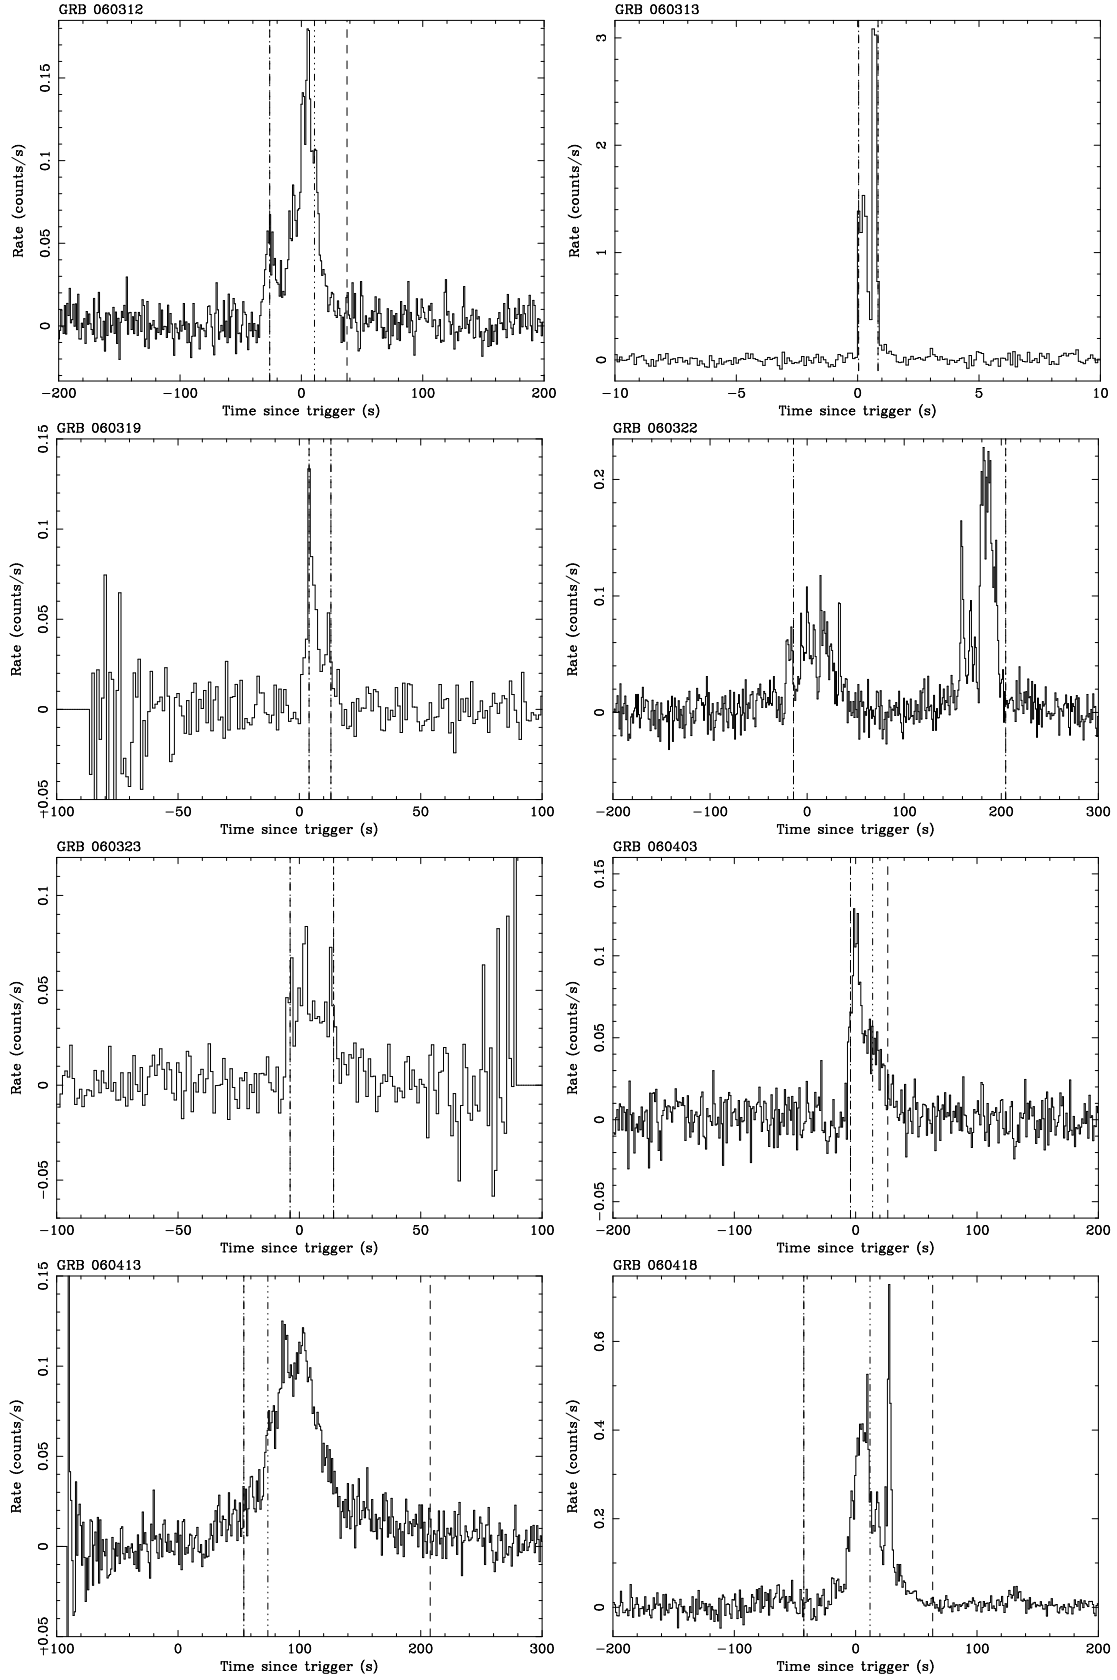 GRB 060312
GRB 060313
0.15
0.1
0.05
0
Rate (counts/s)
−200 −100 0 100 200
Time since trigger (s)
3
2
1
0
Rate (counts/s)
−10 −5 0 5 10
Time since trigger (s)
GRB 060319
GRB 060322
0.15
0.1
0.05
0
+0.05
Rate (counts/s)
−100 −50 0 50 100
Time since trigger (s)
0.2
0.1
0
Rate (counts/s)
−200 −100 0 100 200 300
Time since trigger (s)
GRB 060323
GRB 060403
0.1
0.05
0
−0.05
Rate (counts/s)
−100 −50 0 50 100
Time since trigger (s)
0.15
0.1
0.05
0
−0.05
Rate (counts/s)
−200 −100 0 100 200
Time since trigger (s)
GRB 060413
GRB 060418
0.15
0.1
0.05
0
+0.05
Rate (counts/s)
−100 0 100 200 300
Time since trigger (s)
0.6
0.4
0.2
0
Rate (counts/s)
−200 −100 0 100 200
Time since trigger (s)